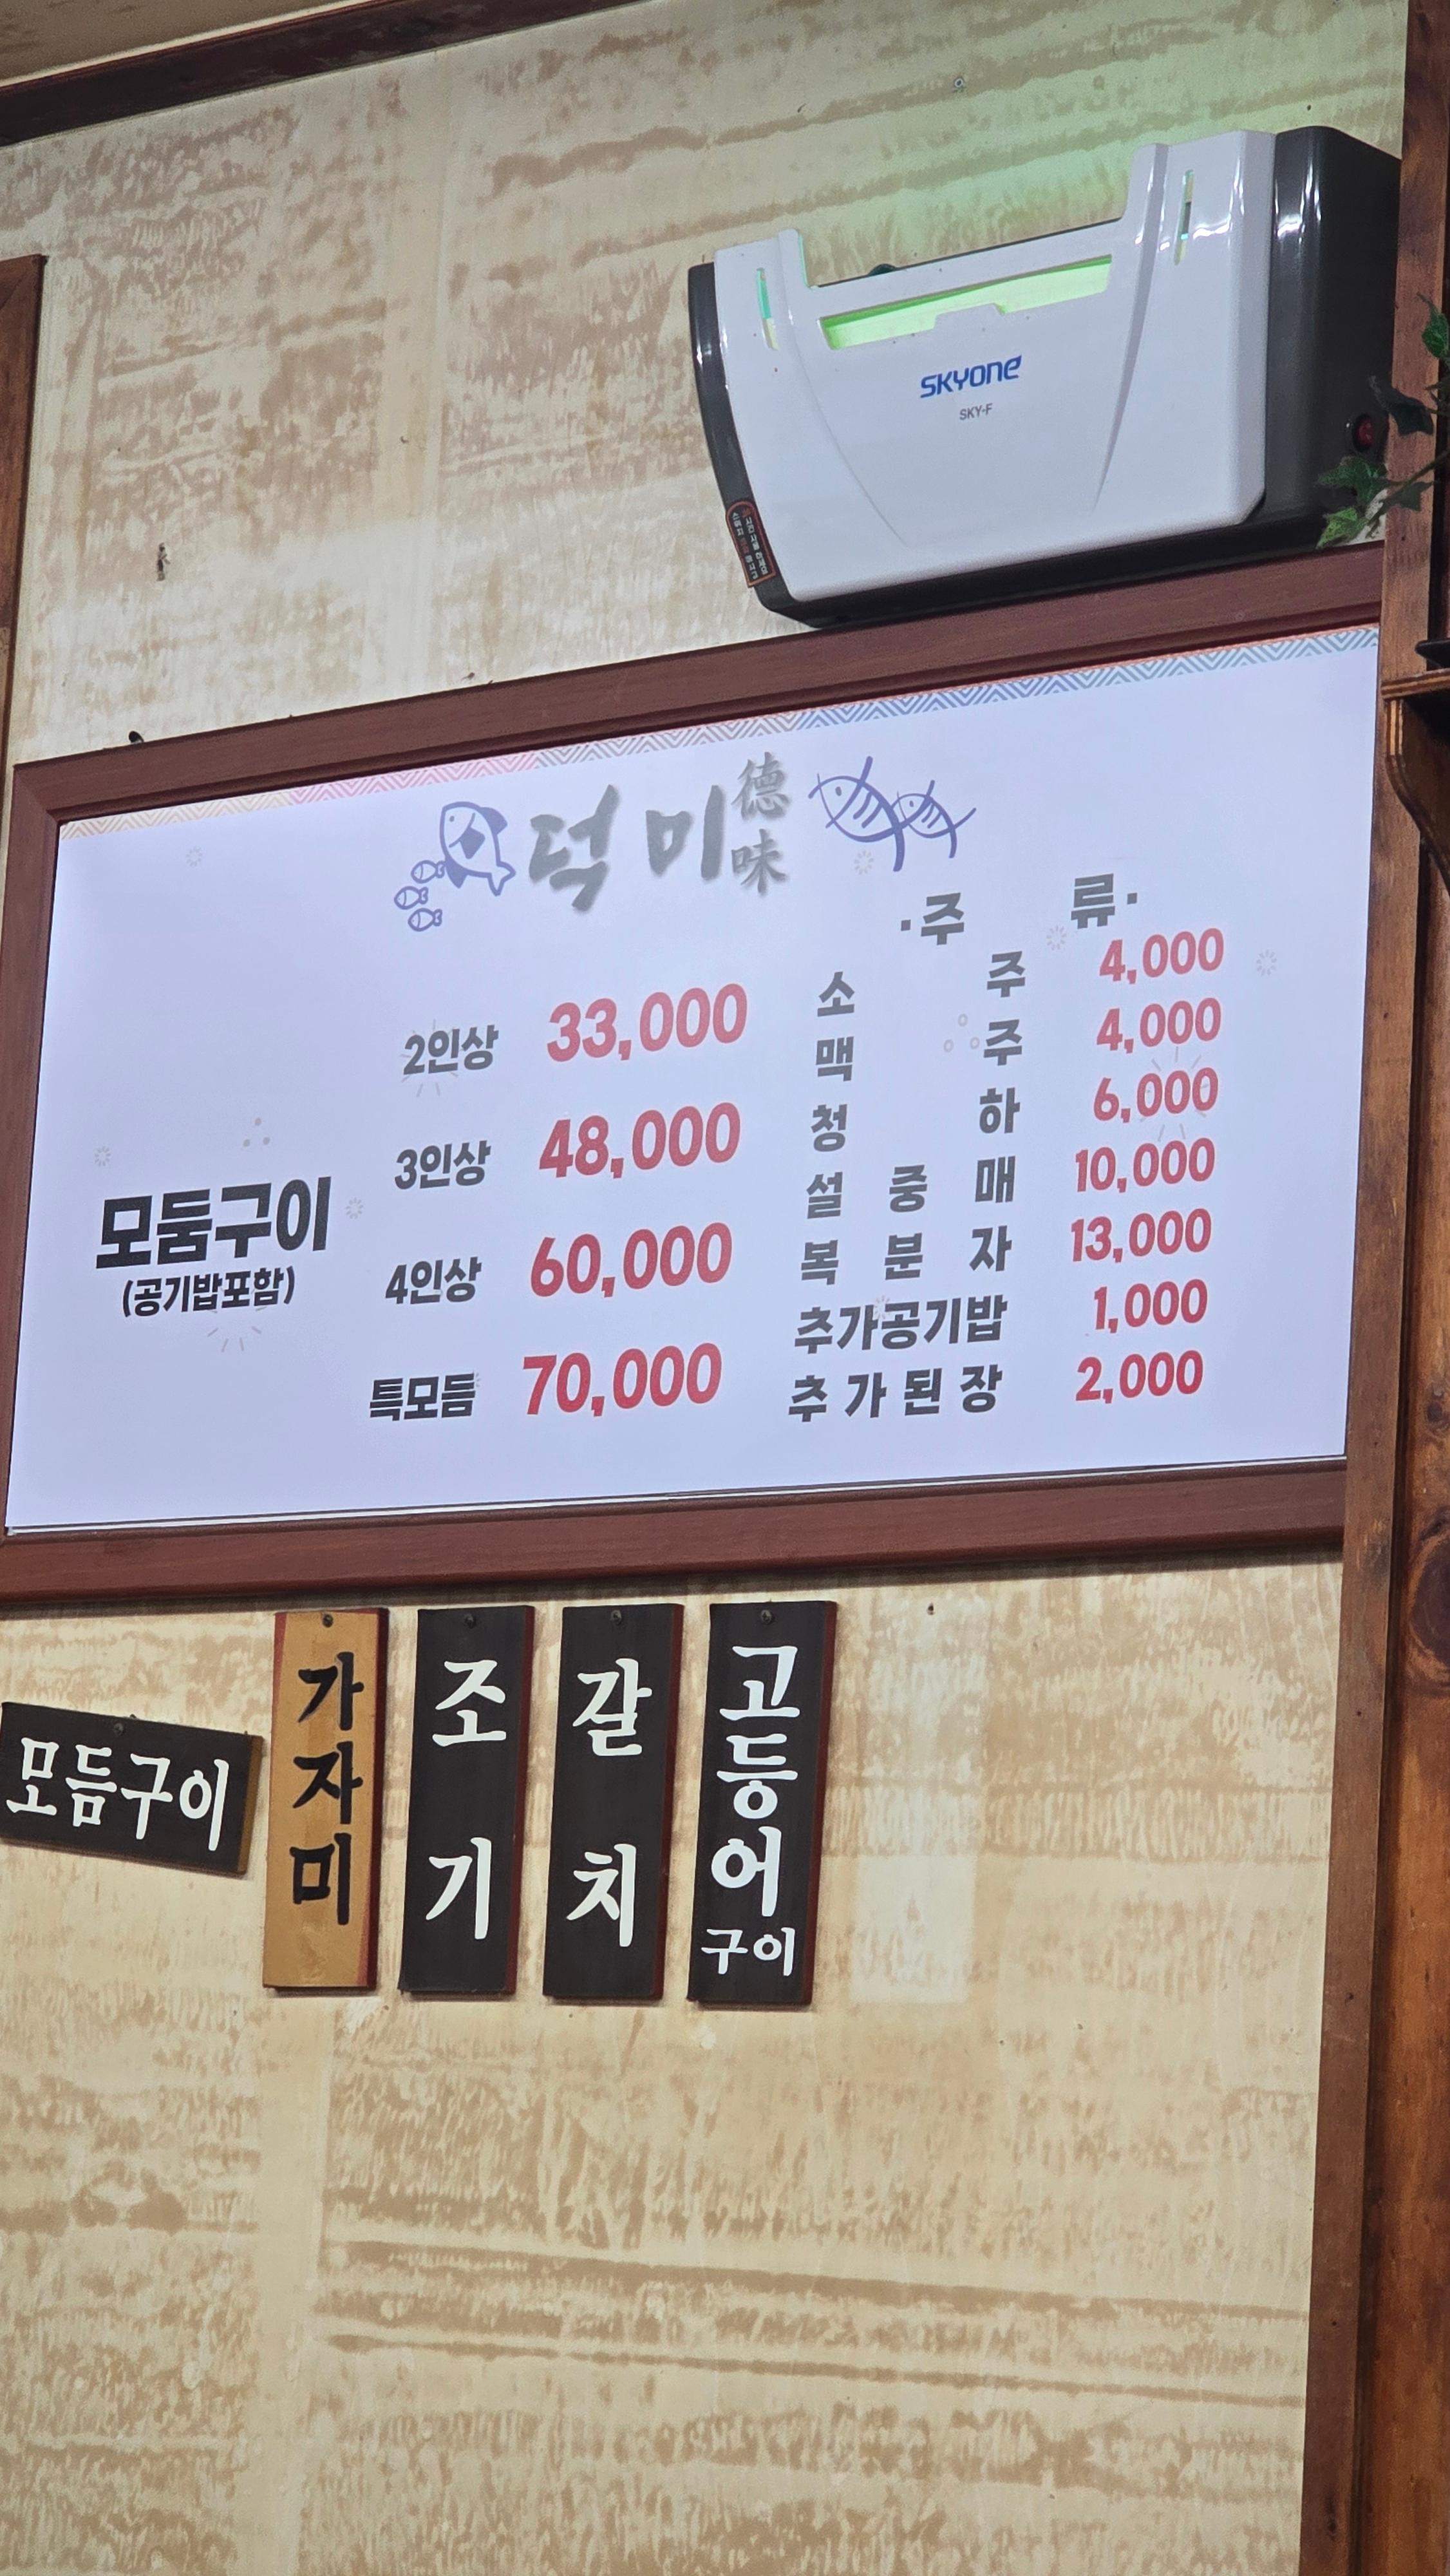 SKYONE
SKY-F
덕미
德味
·주 류·
모둠구이
(공기밥포함)
2인상 33,000
3인상 48,000
4인상 60,000
특모듬 70,000
소 주 4,000
맥 주 4,000
청 하 6,000
설 중 매 10,000
복 분 자 13,000
추가공기밥 1,000
추가된장 2,000
모듬구이
가자미
조기
갈치
고등어
구이